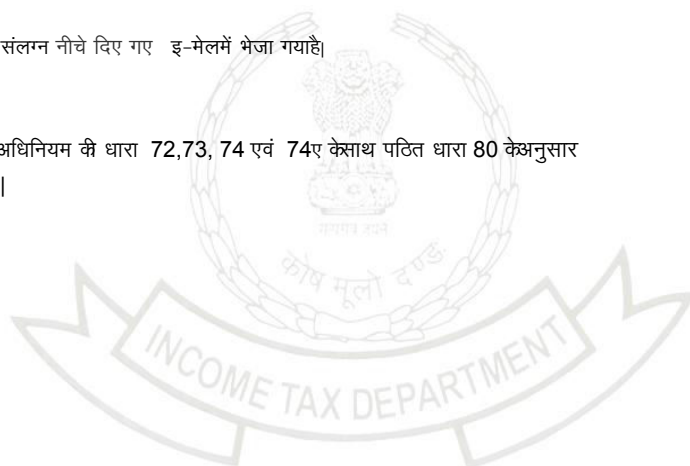 संलग्न नीचे दिए गए इ-मेलमें भेजा गयाहै|
अधिनियम की धारा 72,73, 74 एवं 74ए केसाथ पठित धारा 80 केअनुसार
|
कोष मूलो दण्डः
INCOME TAX DEPARTMENT